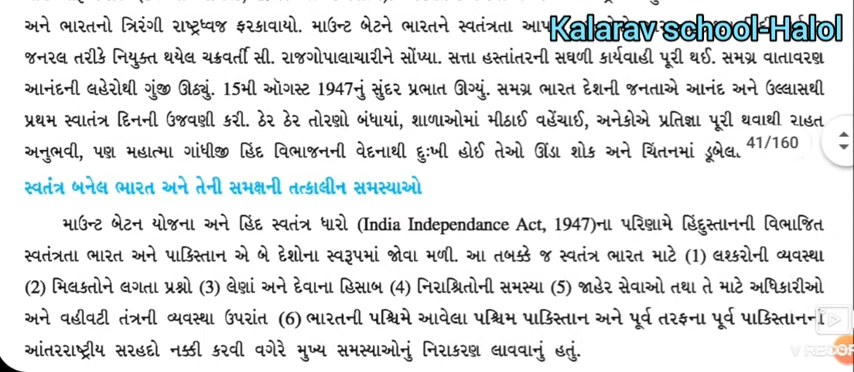 અને ભારતનો ત્રિરંગી રાષ્ટ્રધ્વજ ફરકાવાયો. માઉન્ટ બેટને ભારતને સ્વતંત્રતા
Kalarav school-Halol
જનરલ તરીકે નિયુક્ત થયેલ ચક્રવર્તી સી. રાજગોપાલાચારીને સોંપ્યા. સત્તા હસ્તાંતરની સઘળી કાર્યવાહી પૂરી થઈ. સમગ્ર વાતાવરણ
આનંદની લહેરોથી ગુંજી ઊઠ્યું. 15મી ઑગસ્ટ 1947નું સુંદર પ્રભાત ઊગ્યું. સમગ્ર ભારત દેશની જનતાએ આનંદ અને ઉલ્લાસથી
પ્રથમ સ્વાતંત્ર દિનની ઉજવણી કરી. ઠેર ઠેર તોરણો બંધાયાં, શાળાઓમાં મીઠાઈ વહેંચાઈ, અનેકોએ પ્રતિજ્ઞા પૂરી થવાથી રાહત
અનુભવી, પણ મહાત્મા ગાંધીજી હિંદ વિભાજનની વેદનાથી દુઃખી હોઈ તેઓ ઊંડા શોક અને ચિંતનમાં ડૂબેલ.
41/160
સ્વતંત્ર બનેલ ભારત અને તેની સમક્ષની તત્કાલીન સમસ્યાઓ
માઉન્ટ બેટન યોજના અને હિંદ સ્વતંત્ર ધારો (India Independance Act, 1947)ના પરિણામે હિંદુસ્તાનની વિભાજિત
સ્વતંત્રતા ભારત અને પાકિસ્તાન એ બે દેશોના સ્વરૂપમાં જોવા મળી. આ તબક્કે જ સ્વતંત્ર ભારત માટે (1) લશ્કરોની વ્યવસ્થા
(2) મિલકતોને લગતા પ્રશ્નો (3) લેણાં અને દેવાના હિસાબ (4) નિરાશ્રિતોની સમસ્યા (5) જાહેર સેવાઓ તથા તે માટે અધિકારીઓ
અને વહીવટી તંત્રની વ્યવસ્થા ઉપરાંત (6) ભારતની પશ્ચિમે આવેલા પશ્ચિમ પાકિસ્તાન અને પૂર્વ તરફના પૂર્વ પાકિસ્તાનની
આંતરરાષ્ટ્રીય સરહદો નક્કી કરવી વગેરે મુખ્ય સમસ્યાઓનું નિરાકરણ લાવવાનું હતું.